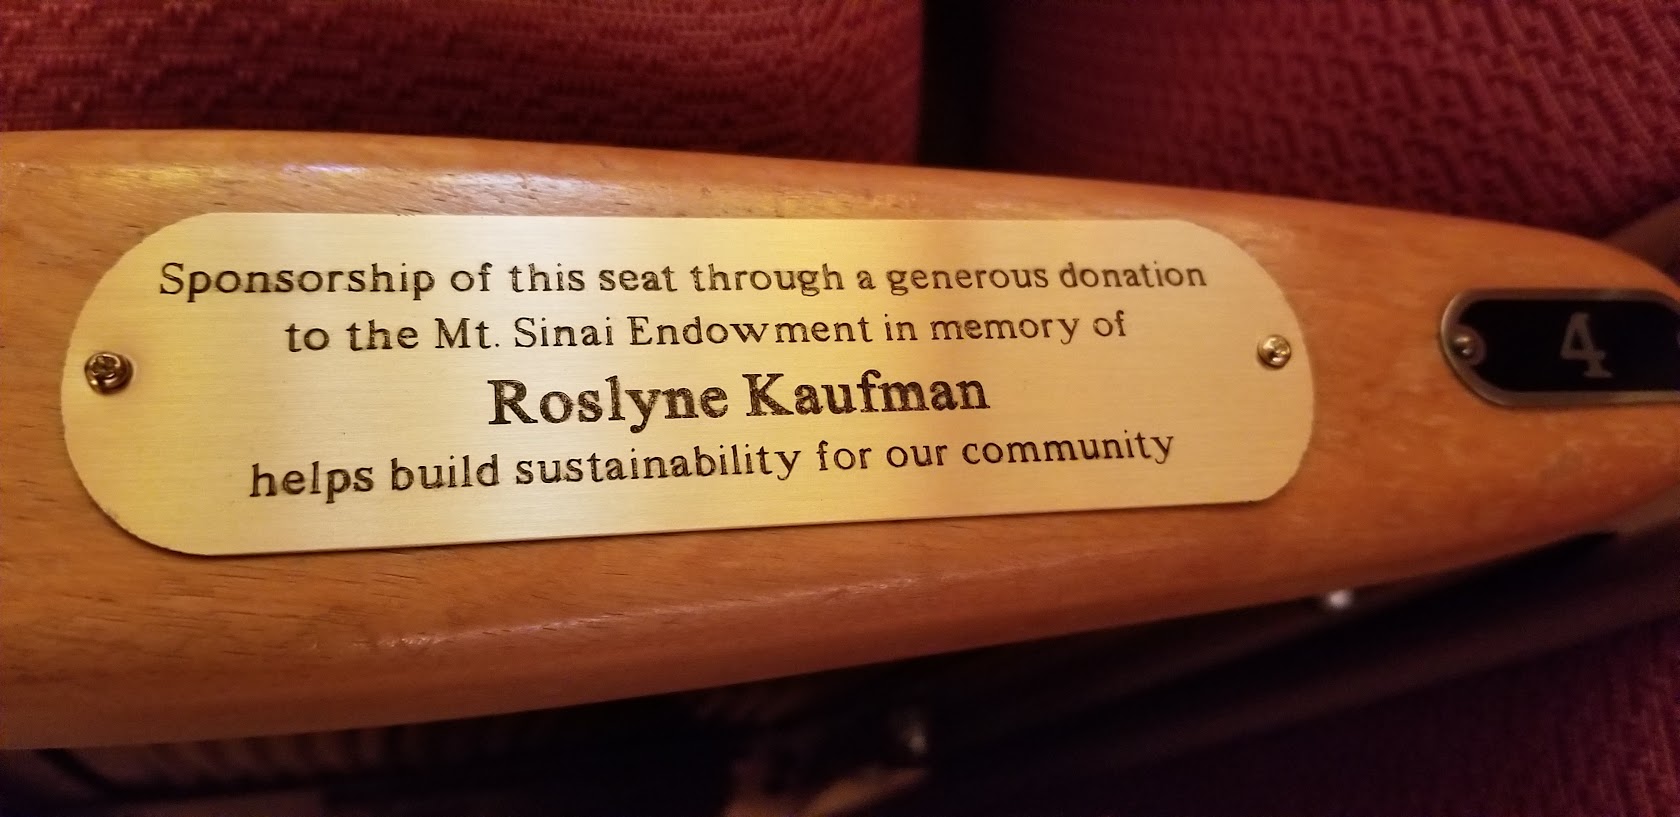 Sponsorship of this seat through a generous donation
to the Mt. Sinai Endowment in memory of
Roslyne Kaufman
helps build sustainability for our community
4